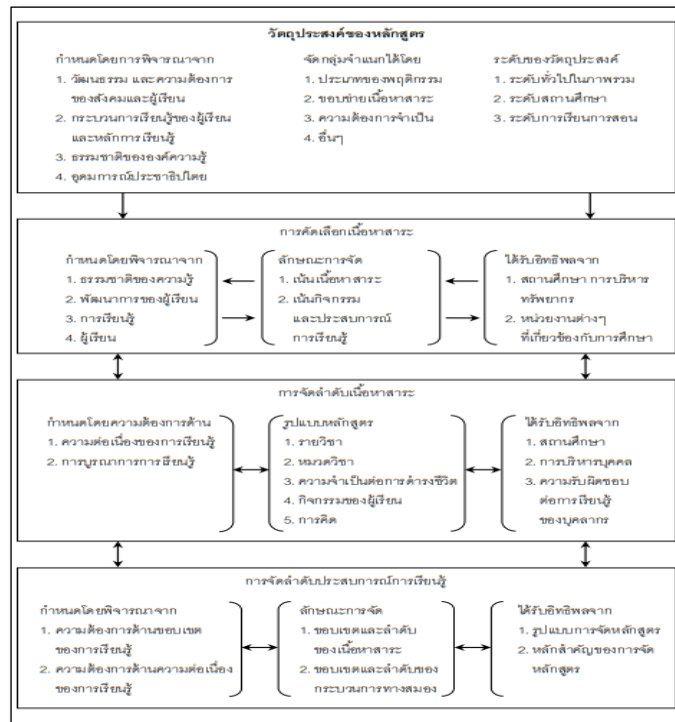 วัตถุประสงค์ของหลักสูตร
กำหนดโดยการพิจารณาจาก
1. วัฒนธรรม และความต้องการ
ของสังคมและผู้เรียน
2. กระบวนการเรียนรู้ของผู้เรียน
และหลักการเรียนรู้
3. ธรรมชาติขององค์ความรู้
4. อุดมการณ์ประชาธิปไตย
จัดกลุ่มจำแนกได้โดย
1. ประเภทของพฤติกรรม
2. ขอบข่ายเนื้อหาสาระ
3. ความต้องการจำเป็น
4. อื่นๆ
ระดับของวัตถุประสงค์
1. ระดับทั่วไปในภาพรวม
2. ระดับสถานศึกษา
3. ระดับการเรียนการสอน
การคัดเลือกเนื้อหาสาระ
กำหนดโดยพิจารณาจาก
1. ธรรมชาติของความรู้
2. พัฒนาการของผู้เรียน
3. การเรียนรู้
4. ผู้เรียน
ลักษณะการจัด
1. เน้นเนื้อหาสาระ
2. เน้นกิจกรรม
และประสบการณ์
การเรียนรู้
ได้รับอิทธิพลจาก
1. สถานศึกษา การบริหาร
ทรัพยากร
2. หน่วยงานต่างๆ
ที่เกี่ยวข้องกับการศึกษา
การจัดลำดับเนื้อหาสาระ
กำหนดโดยความต้องการด้าน
1. ความต่อเนื่องของการเรียนรู้
2. การบูรณาการการเรียนรู้
รูปแบบหลักสูตร
1. รายวิชา
2. หมวดวิชา
3. ความจำเป็นต่อการดำรงชีวิต
4. กิจกรรมของผู้เรียน
5. การคิด
ได้รับอิทธิพลจาก
1. สถานศึกษา
2. การบริหารบุคคล
3. ความรับผิดชอบ
ต่อการเรียนรู้
ของบุคลากร
การจัดลำดับประสบการณ์การเรียนรู้
กำหนดโดยพิจารณาจาก
1. ความต้องการด้านขอบเขต
ของการเรียนรู้
2. ความต้องการด้านความต่อเนื่อง
ของการเรียนรู้
ลักษณะการจัด
1. ขอบเขตและลำดับ
ของเนื้อหาสาระ
2. ขอบเขตและลำดับของ
กระบวนการทางสมอง
ได้รับอิทธิพลจาก
1. รูปแบบการจัดหลักสูตร
2. หลักสำคัญของการจัด
หลักสูตร